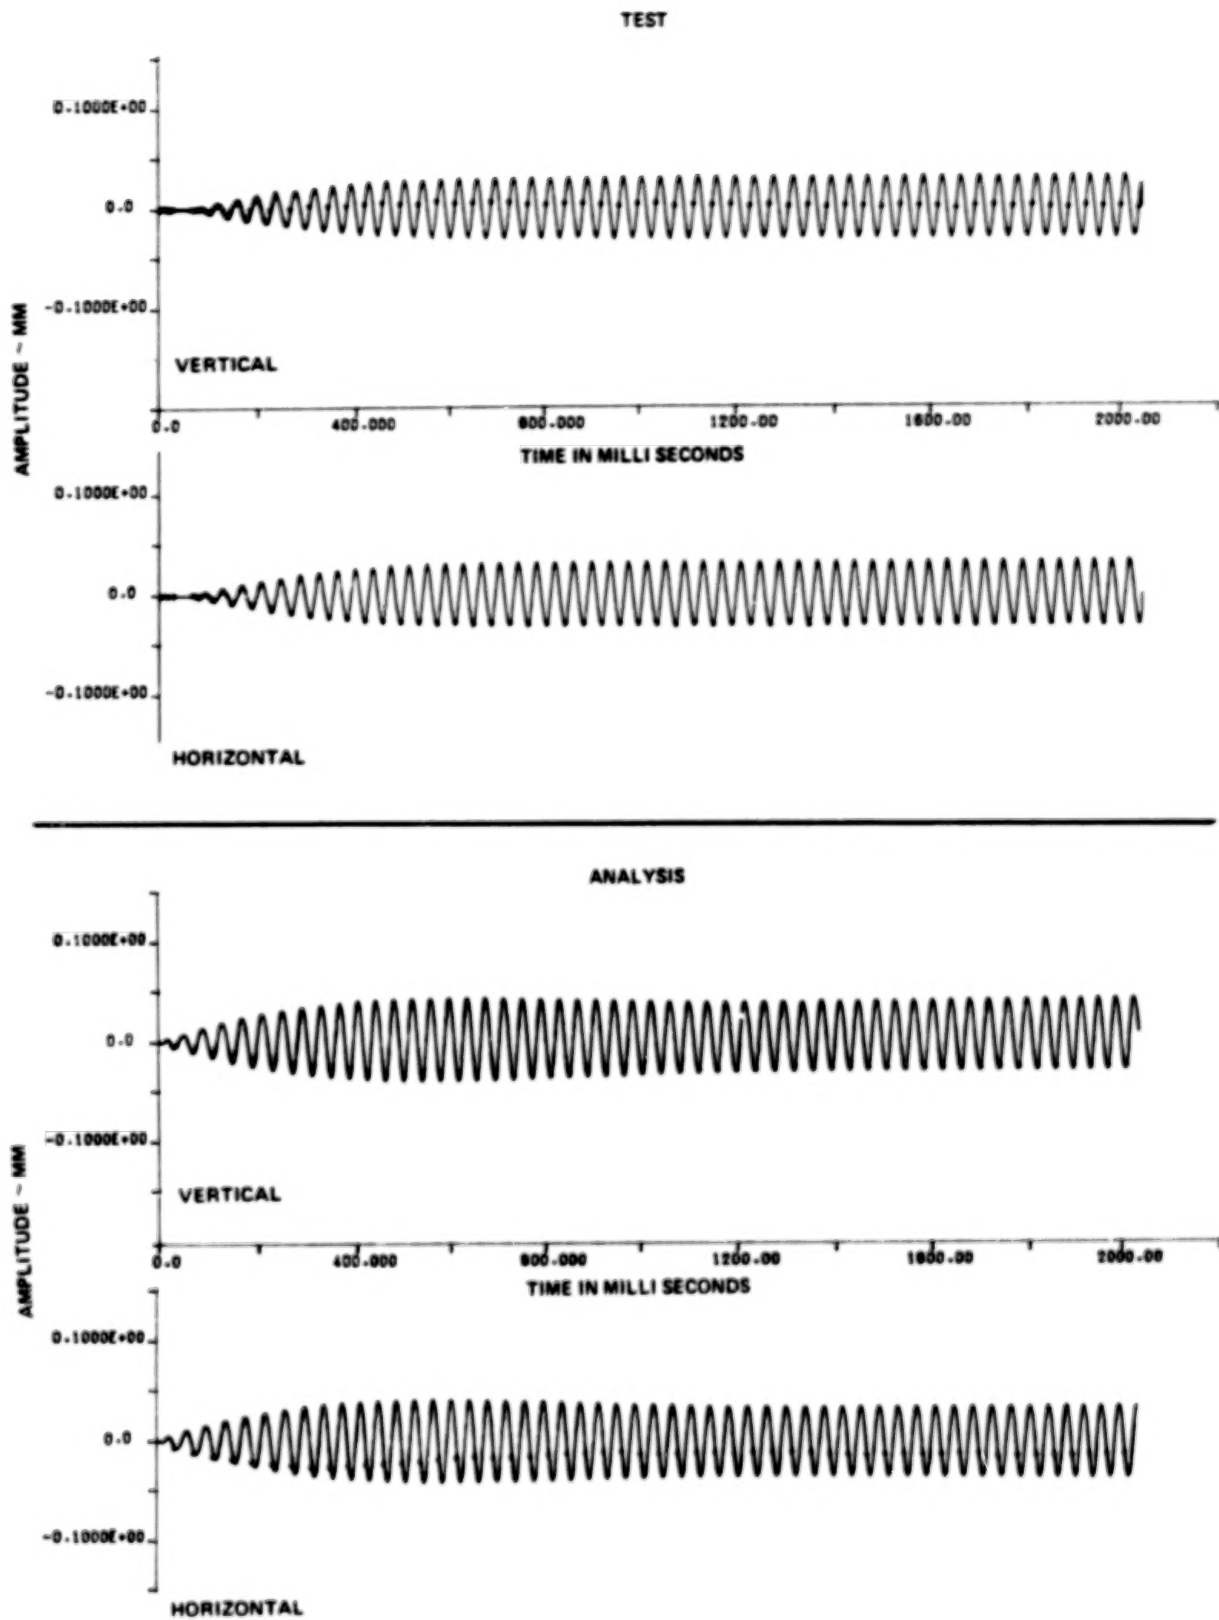 TEST
0.1000E+00
0.0
-0.1000E+00
AMPLITUDE ~ MM
VERTICAL
0.0 400.000 800.000 1200.00 1600.00 2000.00
TIME IN MILLI SECONDS
0.1000E+00
0.0
-0.1000E+00
HORIZONTAL
ANALYSIS
0.1000E+00
0.0
-0.1000E+00
AMPLITUDE ~ MM
VERTICAL
0.0 400.000 800.000 1200.00 1600.00 2000.00
TIME IN MILLI SECONDS
0.1000E+00
0.0
-0.1000E+00
HORIZONTAL